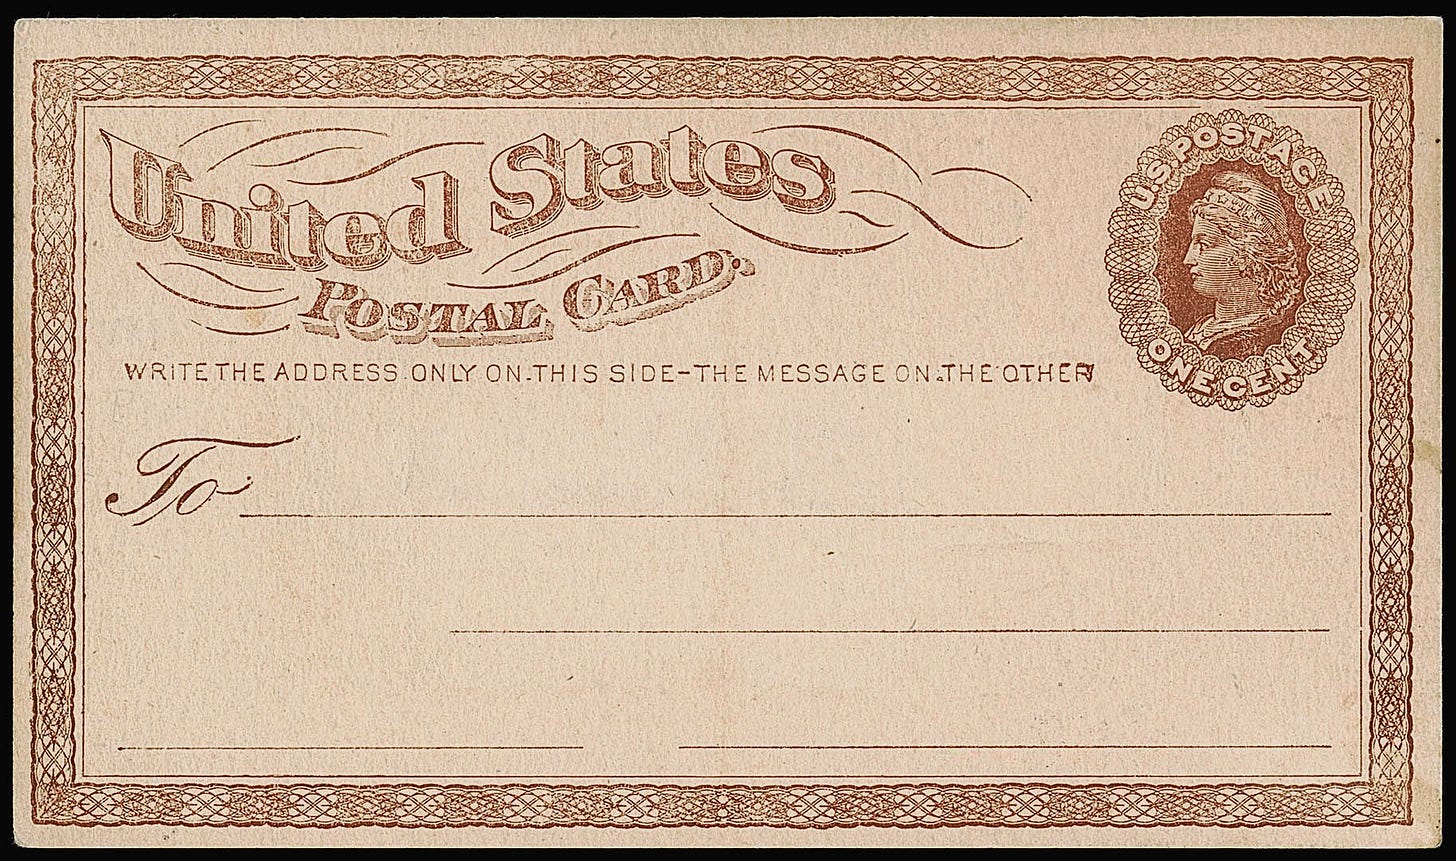 United States
POSTAL CARD.
WRITE THE ADDRESS ONLY ON THIS SIDE-THE MESSAGE ON THE OTHER
U.S. POSTAGE
ONE CENT
To